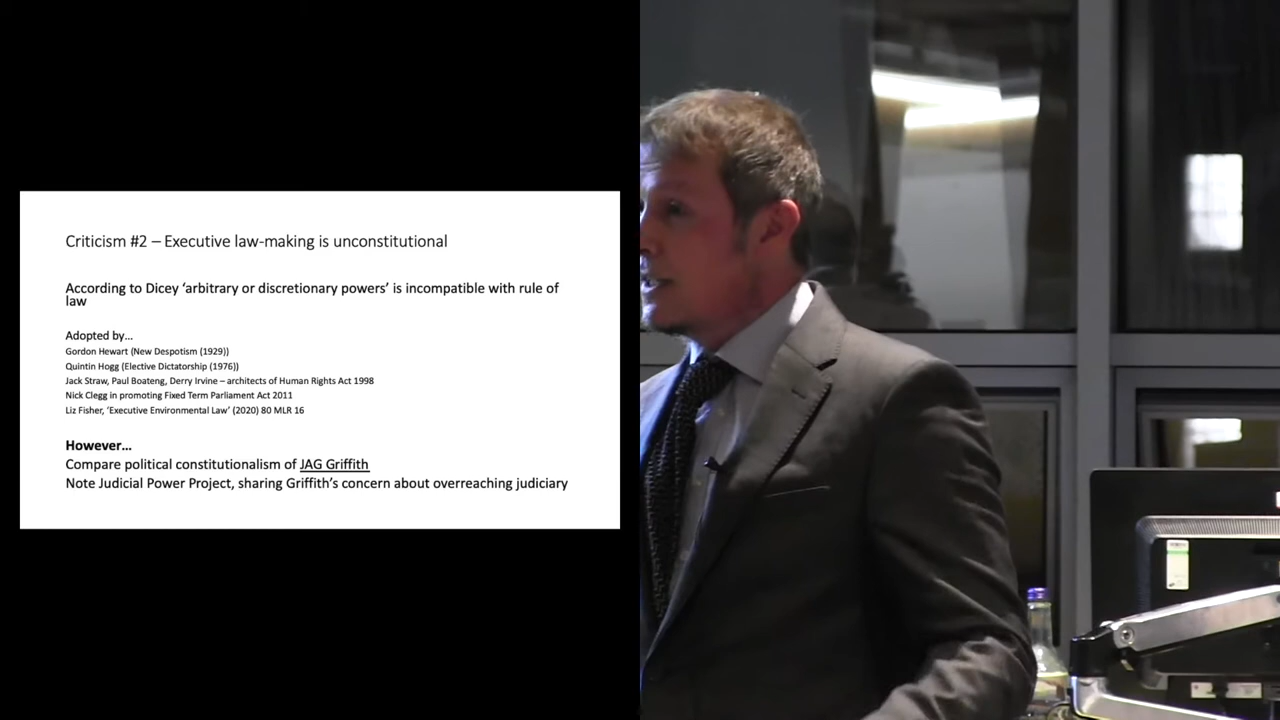 Criticism #2 – Executive law-making is unconstitutional
According to Dicey ‘arbitrary or discretionary powers’ is incompatible with rule of
law
Adopted by…
Gordon Hewart (New Despotism (1929))
Quintin Hogg (Elective Dictatorship (1976))
Jack Straw, Paul Boateng, Derry Irvine – architects of Human Rights Act 1998
Nick Clegg in promoting Fixed Term Parliament Act 2011
Liz Fisher, ‘Executive Environmental Law’ (2020) 80 MLR 16
However…
Compare political constitutionalism of JAG Griffith
Note Judicial Power Project, sharing Griffith’s concern about overreaching judiciary